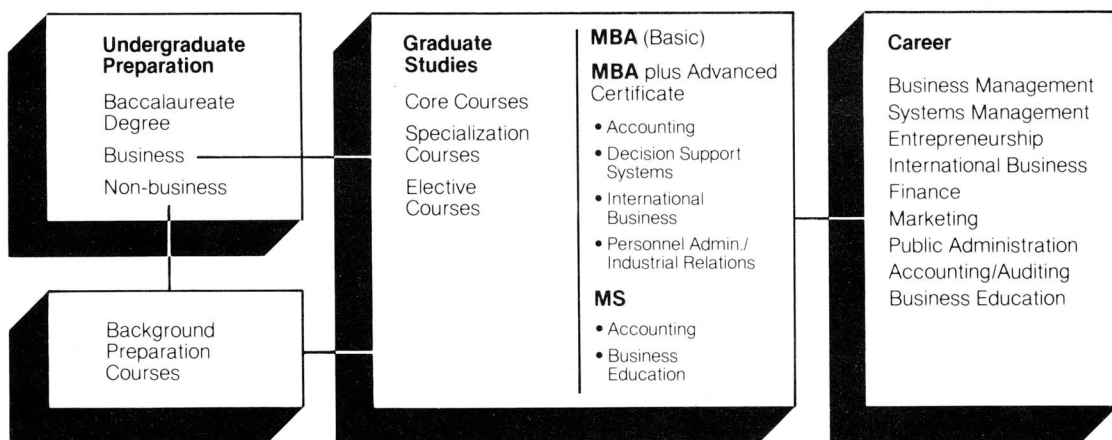 Undergraduate
Preparation
Baccalaureate
Degree
Business
Non-business
Background
Preparation
Courses
Graduate
Studies
Core Courses
Specialization
Courses
Elective
Courses
MBA (Basic)
MBA plus Advanced
Certificate
• Accounting
• Decision Support
Systems
• International
Business
• Personnel Admin./
Industrial Relations
MS
• Accounting
• Business
Education
Career
Business Management
Systems Management
Entrepreneurship
International Business
Finance
Marketing
Public Administration
Accounting/Auditing
Business Education